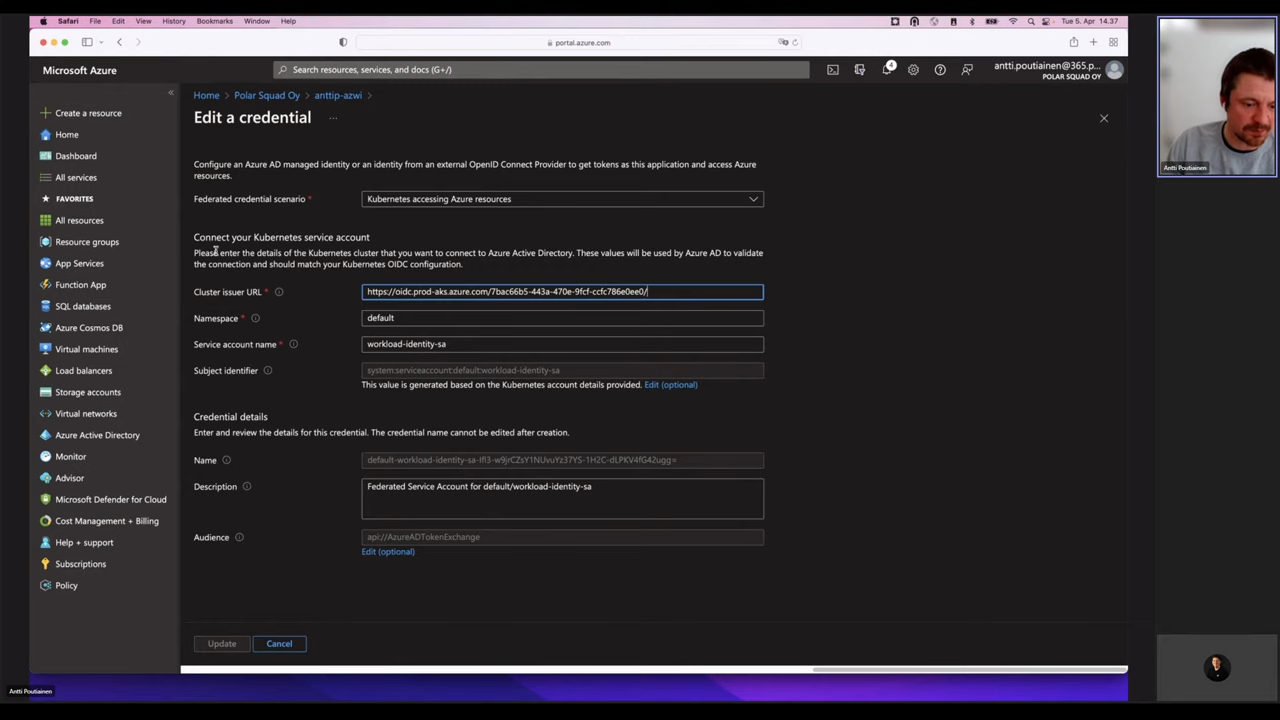 Safari File Edit View History Bookmarks Window Help
Tue 5. April 14.37
portal.azure.com
Microsoft Azure
Search resources, services, and docs (G+/)
4
antti.poutiainen@365.p...
POLAR SQUAD OY
Create a resource
Home
Dashboard
All services
FAVORITES
All resources
Resource groups
App Services
Function App
SQL databases
Azure Cosmos DB
Virtual machines
Load balancers
Storage accounts
Virtual networks
Azure Active Directory
Monitor
Advisor
Microsoft Defender for Cloud
Cost Management + Billing
Help + support
Subscriptions
Policy
Home > Polar Squad Oy > anttip-azwi >
Edit a credential ...
Configure an Azure AD managed identity or an identity from an external OpenID Connect Provider to get tokens as this application and access Azure
resources.
Federated credential scenario * Kubernetes accessing Azure resources
Connect your Kubernetes service account
Please enter the details of the Kubernetes cluster that you want to connect to Azure Active Directory. These values will be used by Azure AD to validate
the connection and should match your Kubernetes OIDC configuration.
Cluster issuer URL * https://oidc.prod-aks.azure.com/7bac66b5-443a-470e-9fcf-ccfc786e0ee0/
Namespace * default
Service account name * workload-identity-sa
Subject identifier system:serviceaccount:default:workload-identity-sa
This value is generated based on the Kubernetes account details provided. Edit (optional)
Credential details
Enter and review the details for this credential. The credential name cannot be edited after creation.
Name
Description Federated Service Account for default/workload-identity-sa
Audience api://AzureADTokenExchange
Edit (optional)
Update Cancel
Antti Poutiainen
Antti Poutiainen